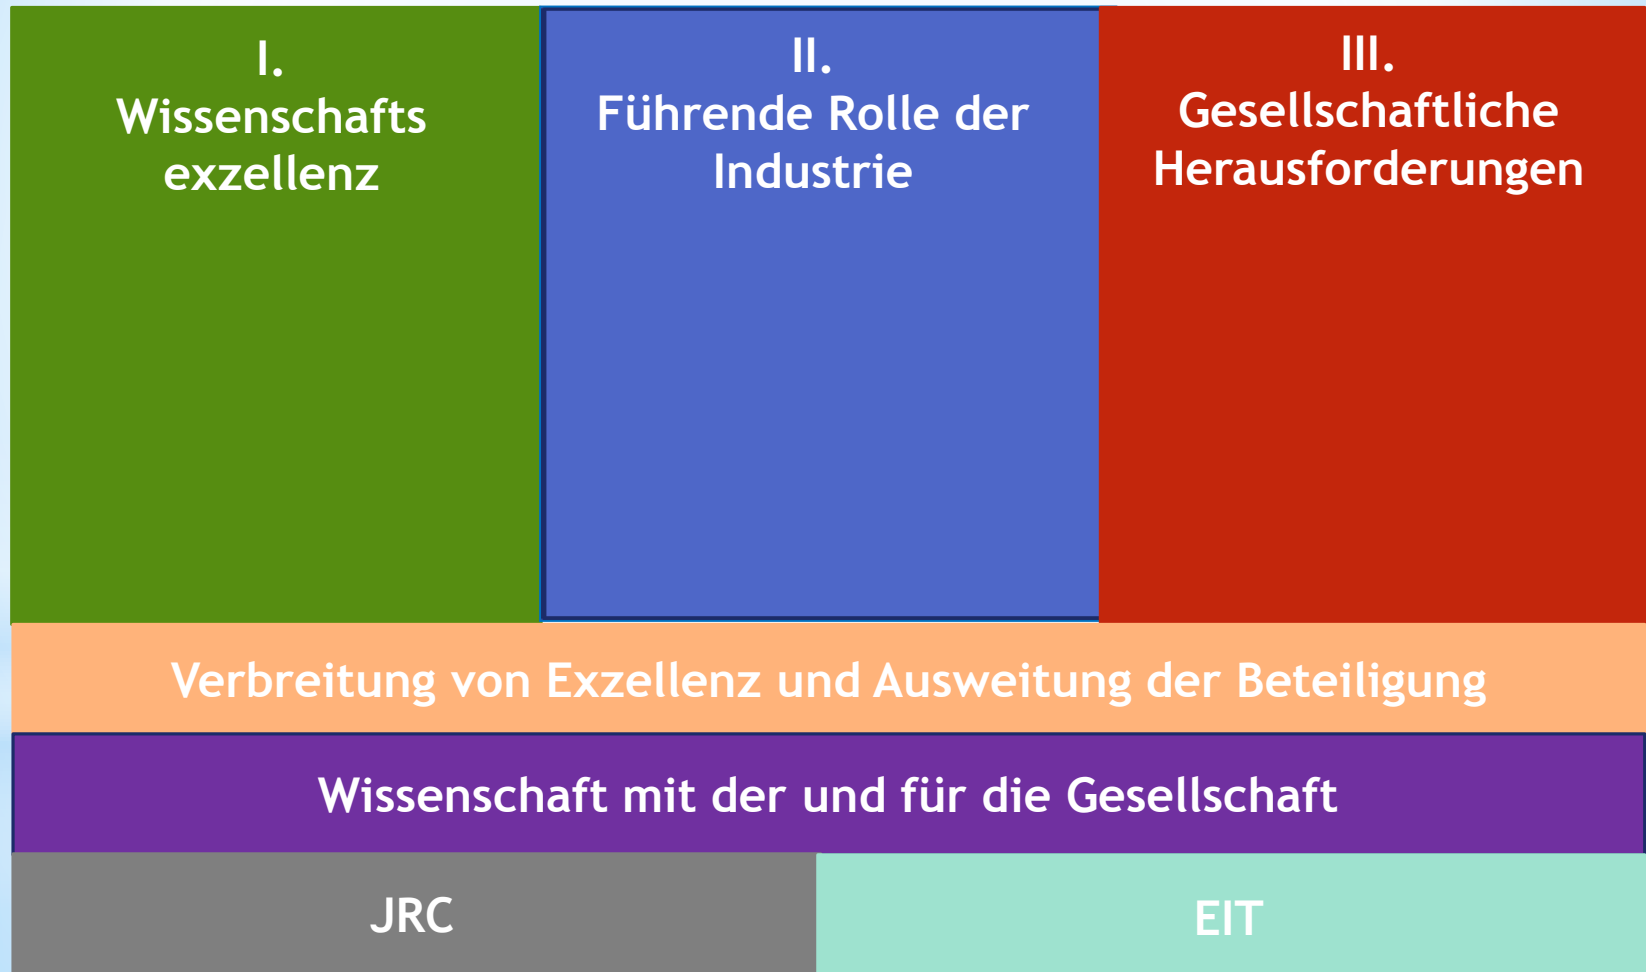 I.
Wissenschafts
exzellenz
II.
Führende Rolle der
Industrie
III.
Gesellschaftliche
Herausforderungen
Verbreitung von Exzellenz und Ausweitung der Beteiligung
Wissenschaft mit der und für die Gesellschaft
JRC
EIT